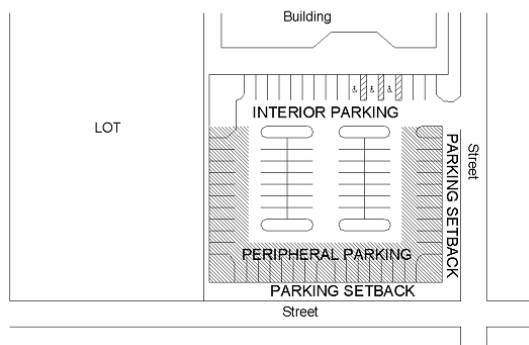 Building
INTERIOR PARKING
LOT
Street
PARKING SETBACK
PERIPHERAL PARKING
PARKING SETBACK
Street